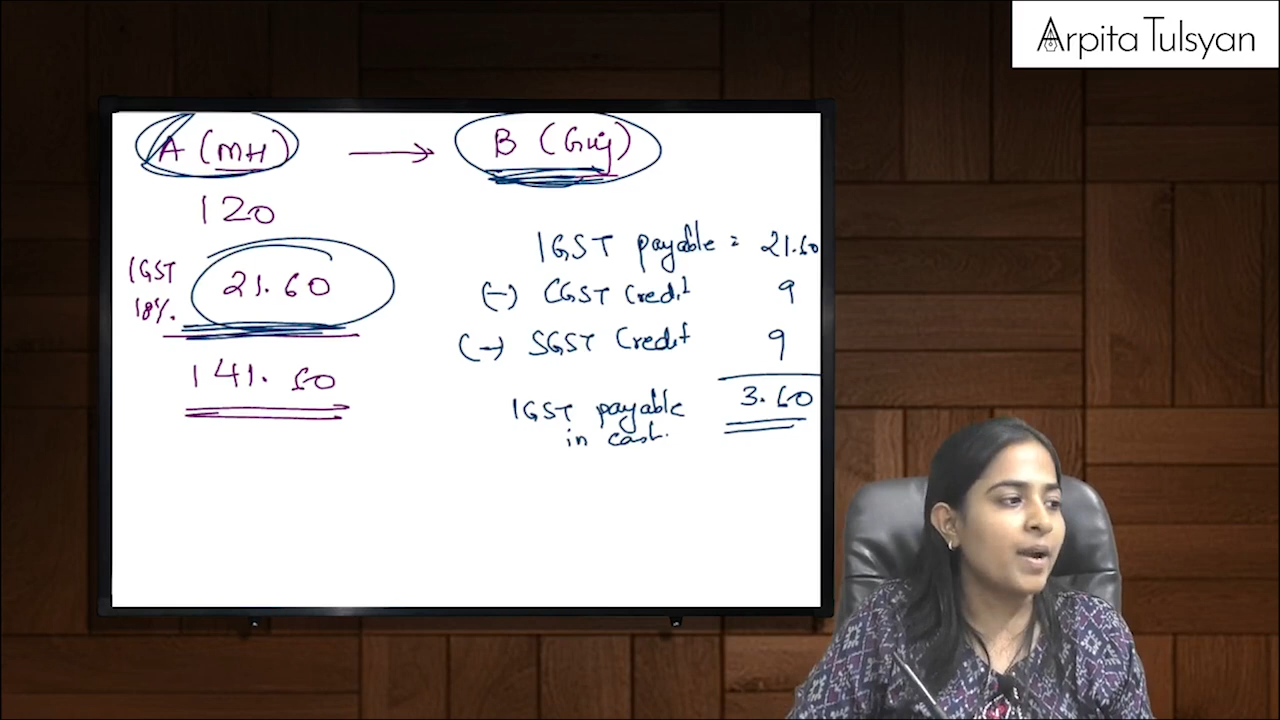 Arpita Tulsyan
A (MH) → B (Guj)
120
IGST 18%. 21.60
141.60
IGST payable = 21.60
(-) CGST Credit 9
(-) SGST Credit 9
IGST payable 3.60
in cash.